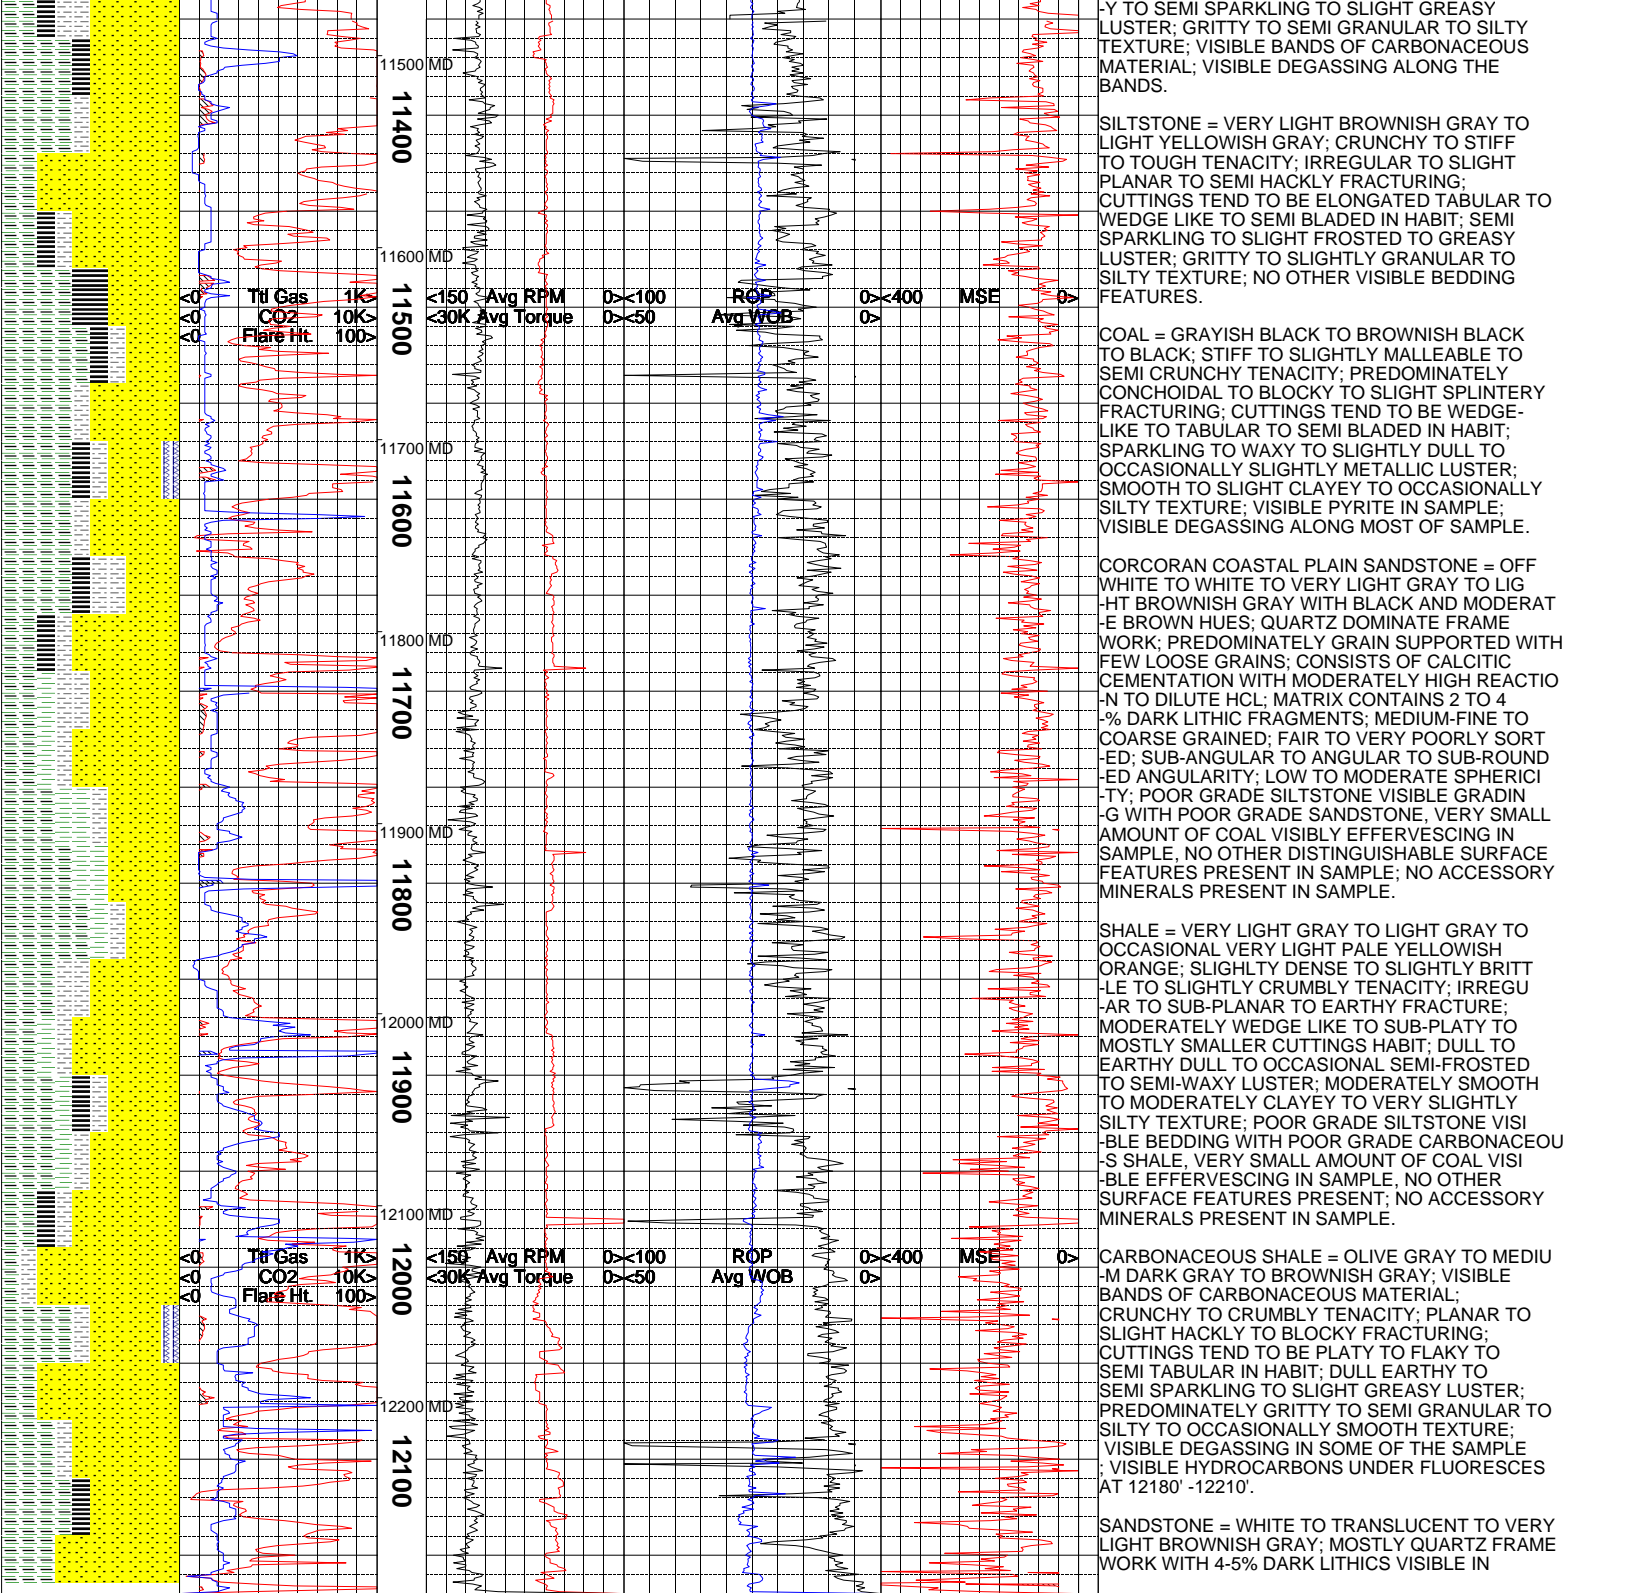 11500 MD
11400
11600 MD
<0 Ttl Gas 1K>
<0 CO2 10K>
<0 Flare Ht. 100>
<150 Avg RPM 0>
<30K Avg Torque 0>
<100 ROP 0>
<50 Avg WOB 0>
<400 MSE 0>
11500
11700 MD
11600
11800 MD
11700
11900 MD
11800
12000 MD
11900
12100 MD
<0 Ttl Gas 1K>
<0 CO2 10K>
<0 Flare Ht. 100>
<150 Avg RPM 0>
<30K Avg Torque 0>
<100 ROP 0>
<50 Avg WOB 0>
<400 MSE 0>
12000
12200 MD
12100
-Y TO SEMI SPARKLING TO SLIGHT GREASY
LUSTER; GRITTY TO SEMI GRANULAR TO SILTY
TEXTURE; VISIBLE BANDS OF CARBONACEOUS
MATERIAL; VISIBLE DEGASSING ALONG THE
BANDS.
SILTSTONE = VERY LIGHT BROWNISH GRAY TO
LIGHT YELLOWISH GRAY; CRUNCHY TO STIFF
TO TOUGH TENACITY; IRREGULAR TO SLIGHT
PLANAR TO SEMI HACKLY FRACTURING;
CUTTINGS TEND TO BE ELONGATED TABULAR TO
WEDGE LIKE TO SEMI BLADED IN HABIT; SEMI
SPARKLING TO SLIGHT FROSTED TO GREASY
LUSTER; GRITTY TO SLIGHTLY GRANULAR TO
SILTY TEXTURE; NO OTHER VISIBLE BEDDING
FEATURES.
COAL = GRAYISH BLACK TO BROWNISH BLACK
TO BLACK; STIFF TO SLIGHTLY MALLEABLE TO
SEMI CRUNCHY TENACITY; PREDOMINATELY
CONCHOIDAL TO BLOCKY TO SLIGHT SPLINTERY
FRACTURING; CUTTINGS TEND TO BE WEDGE-
LIKE TO TABULAR TO SEMI BLADED IN HABIT;
SPARKLING TO WAXY TO SLIGHTLY DULL TO
OCCASIONALLY SLIGHTLY METALLIC LUSTER;
SMOOTH TO SLIGHT CLAYEY TO OCCASIONALLY
SILTY TEXTURE; VISIBLE PYRITE IN SAMPLE;
VISIBLE DEGASSING ALONG MOST OF SAMPLE.
CORCORAN COASTAL PLAIN SANDSTONE = OFF
WHITE TO WHITE TO VERY LIGHT GRAY TO LIG
-HT BROWNISH GRAY WITH BLACK AND MODERAT
-E BROWN HUES; QUARTZ DOMINATE FRAME
WORK; PREDOMINATELY GRAIN SUPPORTED WITH
FEW LOOSE GRAINS; CONSISTS OF CALCITIC
CEMENTATION WITH MODERATELY HIGH REACTIO
-N TO DILUTE HCL; MATRIX CONTAINS 2 TO 4
-% DARK LITHIC FRAGMENTS; MEDIUM-FINE TO
COARSE GRAINED; FAIR TO VERY POORLY SORT
-ED; SUB-ANGULAR TO ANGULAR TO SUB-ROUND
-ED ANGULARITY; LOW TO MODERATE SPHERICI
-TY; POOR GRADE SILTSTONE VISIBLE GRADIN
-G WITH POOR GRADE SANDSTONE, VERY SMALL
AMOUNT OF COAL VISIBLY EFFERVESCING IN
SAMPLE, NO OTHER DISTINGUISHABLE SURFACE
FEATURES PRESENT IN SAMPLE; NO ACCESSORY
MINERALS PRESENT IN SAMPLE.
SHALE = VERY LIGHT GRAY TO LIGHT GRAY TO
OCCASIONAL VERY LIGHT PALE YELLOWISH
ORANGE; SLIGHLTY DENSE TO SLIGHTLY BRITT
-LE TO SLIGHTLY CRUMBLY TENACITY; IRREGU
-AR TO SUB-PLANAR TO EARTHY FRACTURE;
MODERATELY WEDGE LIKE TO SUB-PLATY TO
MOSTLY SMALLER CUTTINGS HABIT; DULL TO
EARTHY DULL TO OCCASIONAL SEMI-FROSTED
TO SEMI-WAXY LUSTER; MODERATELY SMOOTH
TO MODERATELY CLAYEY TO VERY SLIGHTLY
SILTY TEXTURE; POOR GRADE SILTSTONE VISI
-BLE BEDDING WITH POOR GRADE CARBONACEOU
-S SHALE, VERY SMALL AMOUNT OF COAL VISI
-BLE EFFERVESCING IN SAMPLE, NO OTHER
SURFACE FEATURES PRESENT; NO ACCESSORY
MINERALS PRESENT IN SAMPLE.
CARBONACEOUS SHALE = OLIVE GRAY TO MEDIU
-M DARK GRAY TO BROWNISH GRAY; VISIBLE
BANDS OF CARBONACEOUS MATERIAL;
CRUNCHY TO CRUMBLY TENACITY; PLANAR TO
SLIGHT HACKLY TO BLOCKY FRACTURING;
CUTTINGS TEND TO BE PLATY TO FLAKY TO
SEMI TABULAR IN HABIT; DULL EARTHY TO
SEMI SPARKLING TO SLIGHT GREASY LUSTER;
PREDOMINATELY GRITTY TO SEMI GRANULAR TO
SILTY TO OCCASIONALLY SMOOTH TEXTURE;
VISIBLE DEGASSING IN SOME OF THE SAMPLE
; VISIBLE HYDROCARBONS UNDER FLUORESCES
AT 12180' -12210'.
SANDSTONE = WHITE TO TRANSLUCENT TO VERY
LIGHT BROWNISH GRAY; MOSTLY QUARTZ FRAME
WORK WITH 4-5% DARK LITHICS VISIBLE IN